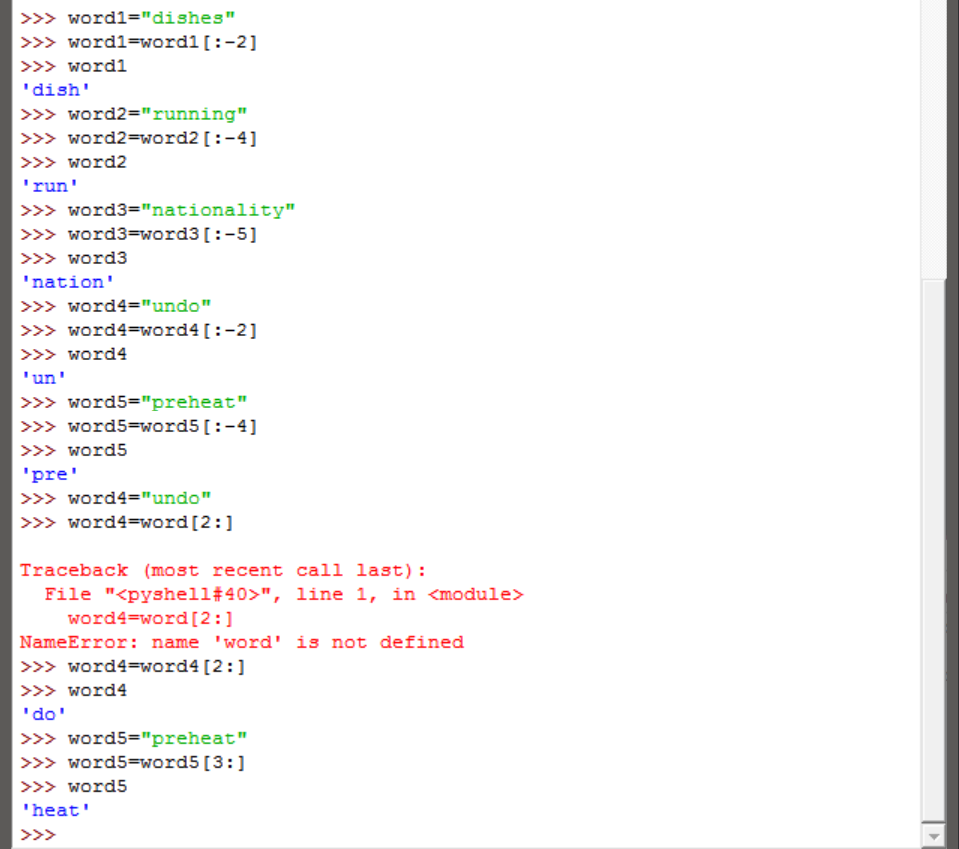 >>> word1="dishes"
>>> word1=word1[:-2]
>>> word1
'dish'
>>> word2="running"
>>> word2=word2[:-4]
>>> word2
'run'
>>> word3="nationality"
>>> word3=word3[:-5]
>>> word3
'nation'
>>> word4="undo"
>>> word4=word4[:-2]
>>> word4
'un'
>>> word5="preheat"
>>> word5=word5[:-4]
>>> word5
'pre'
>>> word4="undo"
>>> word4=word[2:]

Traceback (most recent call last):
  File "<pyshell#40>", line 1, in <module>
    word4=word[2:]
NameError: name 'word' is not defined
>>> word4=word4[2:]
>>> word4
'do'
>>> word5="preheat"
>>> word5=word5[3:]
>>> word5
'heat'
>>>